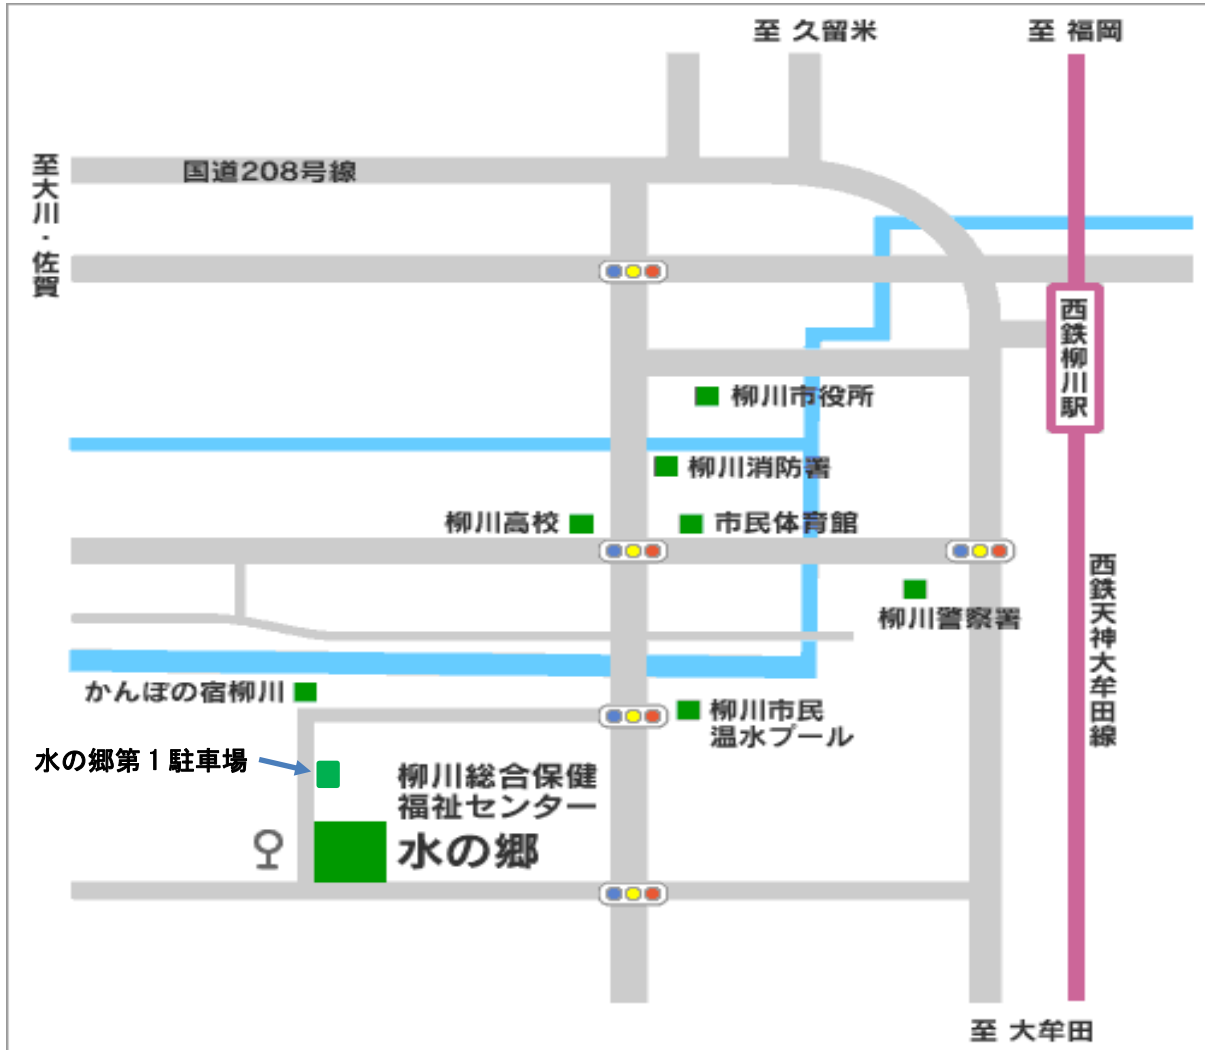 至 久留米
至 福岡
至大川・佐賀
国道208号線
西鉄柳川駅
柳川市役所
柳川消防署
柳川高校
市民体育館
西鉄天神大牟田線
柳川警察署
かんぽの宿柳川
柳川市民
温水プール
水の郷第1駐車場
柳川総合保健
福祉センター
水の郷
至 大牟田